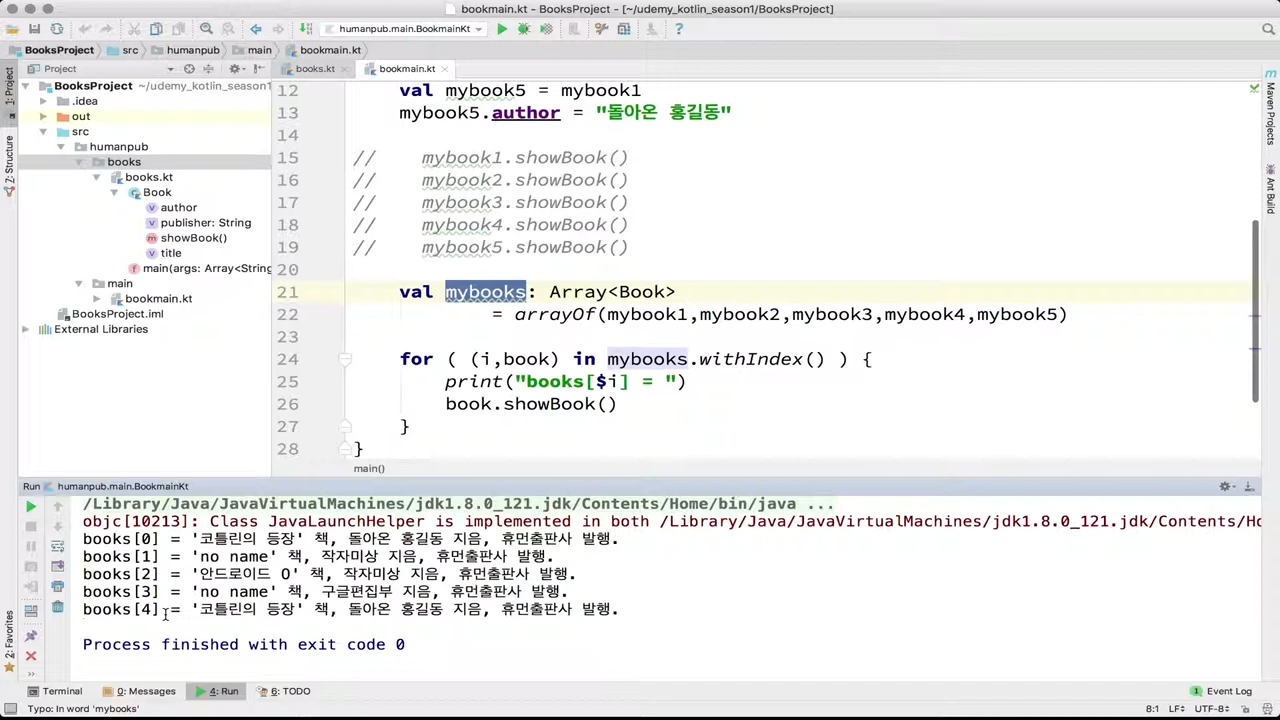 bookmain.kt - BooksProject - [~/udemy_kotlin_season1/BooksProject]
humanpub.main.BookmainKt
BooksProject
src
humanpub
main
bookmain.kt
Project
books.kt
bookmain.kt
1: Project
Z: Structure
2: Favorites
Maven Projects
Ant Build
BooksProject ~/udemy_kotlin_season1
.idea
out
src
humanpub
books
books.kt
Book
author
publisher: String
showBook()
title
main(args: Array<String
main
bookmain.kt
BooksProject.iml
External Libraries
12 val mybook5 = mybook1
13 mybook5.author = "돌아온 홍길동"
14
15 // mybook1.showBook()
16 // mybook2.showBook()
17 // mybook3.showBook()
18 // mybook4.showBook()
19 // mybook5.showBook()
20
21 val mybooks: Array<Book>
22 = arrayOf(mybook1,mybook2,mybook3,mybook4,mybook5)
23
24 for ( (i,book) in mybooks.withIndex() ) {
25 print("books[$i] = ")
26 book.showBook()
27 }
28 }
main()
Run humanpub.main.BookmainKt
/Library/Java/JavaVirtualMachines/jdk1.8.0_121.jdk/Contents/Home/bin/java ...
objc[10213]: Class JavaLaunchHelper is implemented in both /Library/Java/JavaVirtualMachines/jdk1.8.0_121.jdk/Contents/Ho
books[0] = '코틀린의 등장' 책, 돌아온 홍길동 지음, 휴먼출판사 발행.
books[1] = 'no name' 책, 작자미상 지음, 휴먼출판사 발행.
books[2] = '안드로이드 O' 책, 작자미상 지음, 휴먼출판사 발행.
books[3] = 'no name' 책, 구글편집부 지음, 휴먼출판사 발행.
books[4] = '코틀린의 등장' 책, 돌아온 홍길동 지음, 휴먼출판사 발행.
Process finished with exit code 0
Terminal
0: Messages
4: Run
6: TODO
1 Event Log
Typo: In word 'mybooks'
8:1 LF÷ UTF-8÷